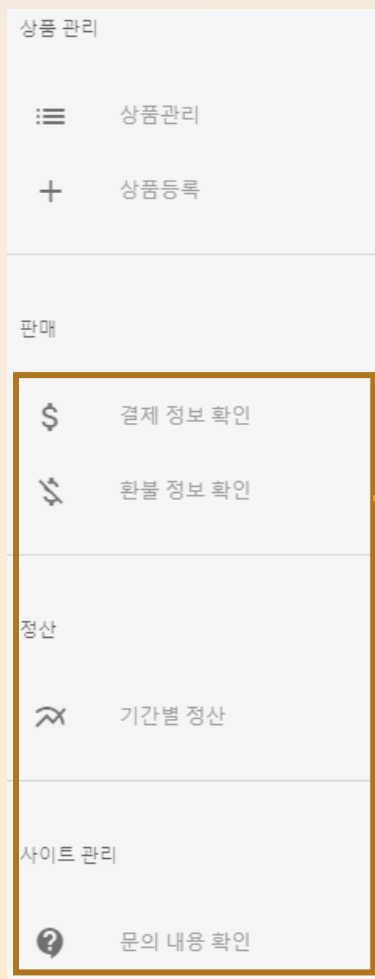 상품 관리
상품관리
상품등록
판매
결제 정보 확인
환불 정보 확인
정산
기간별 정산
사이트 관리
문의 내용 확인